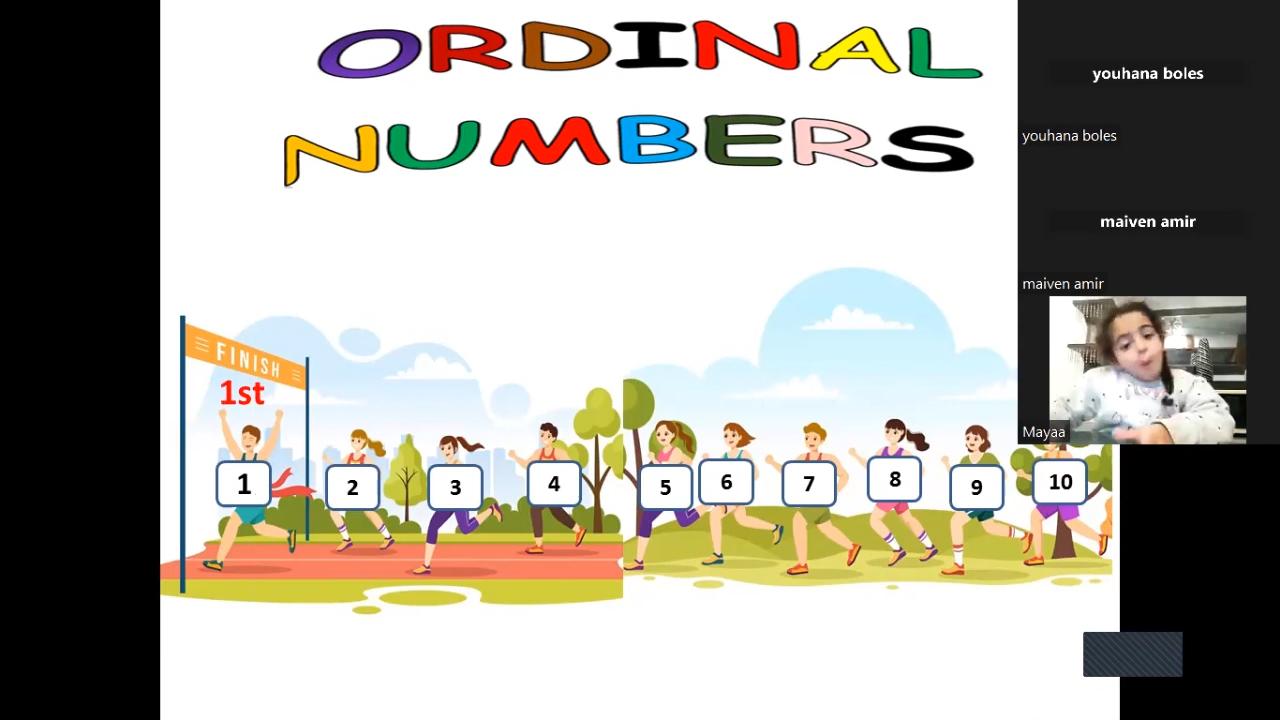 ORDINAL
NUMBERS
FINISH
1st
1
2
3
4
5
6
7
8
9
10
youhana boles
youhana boles
maiven amir
maiven amir
Mayaa